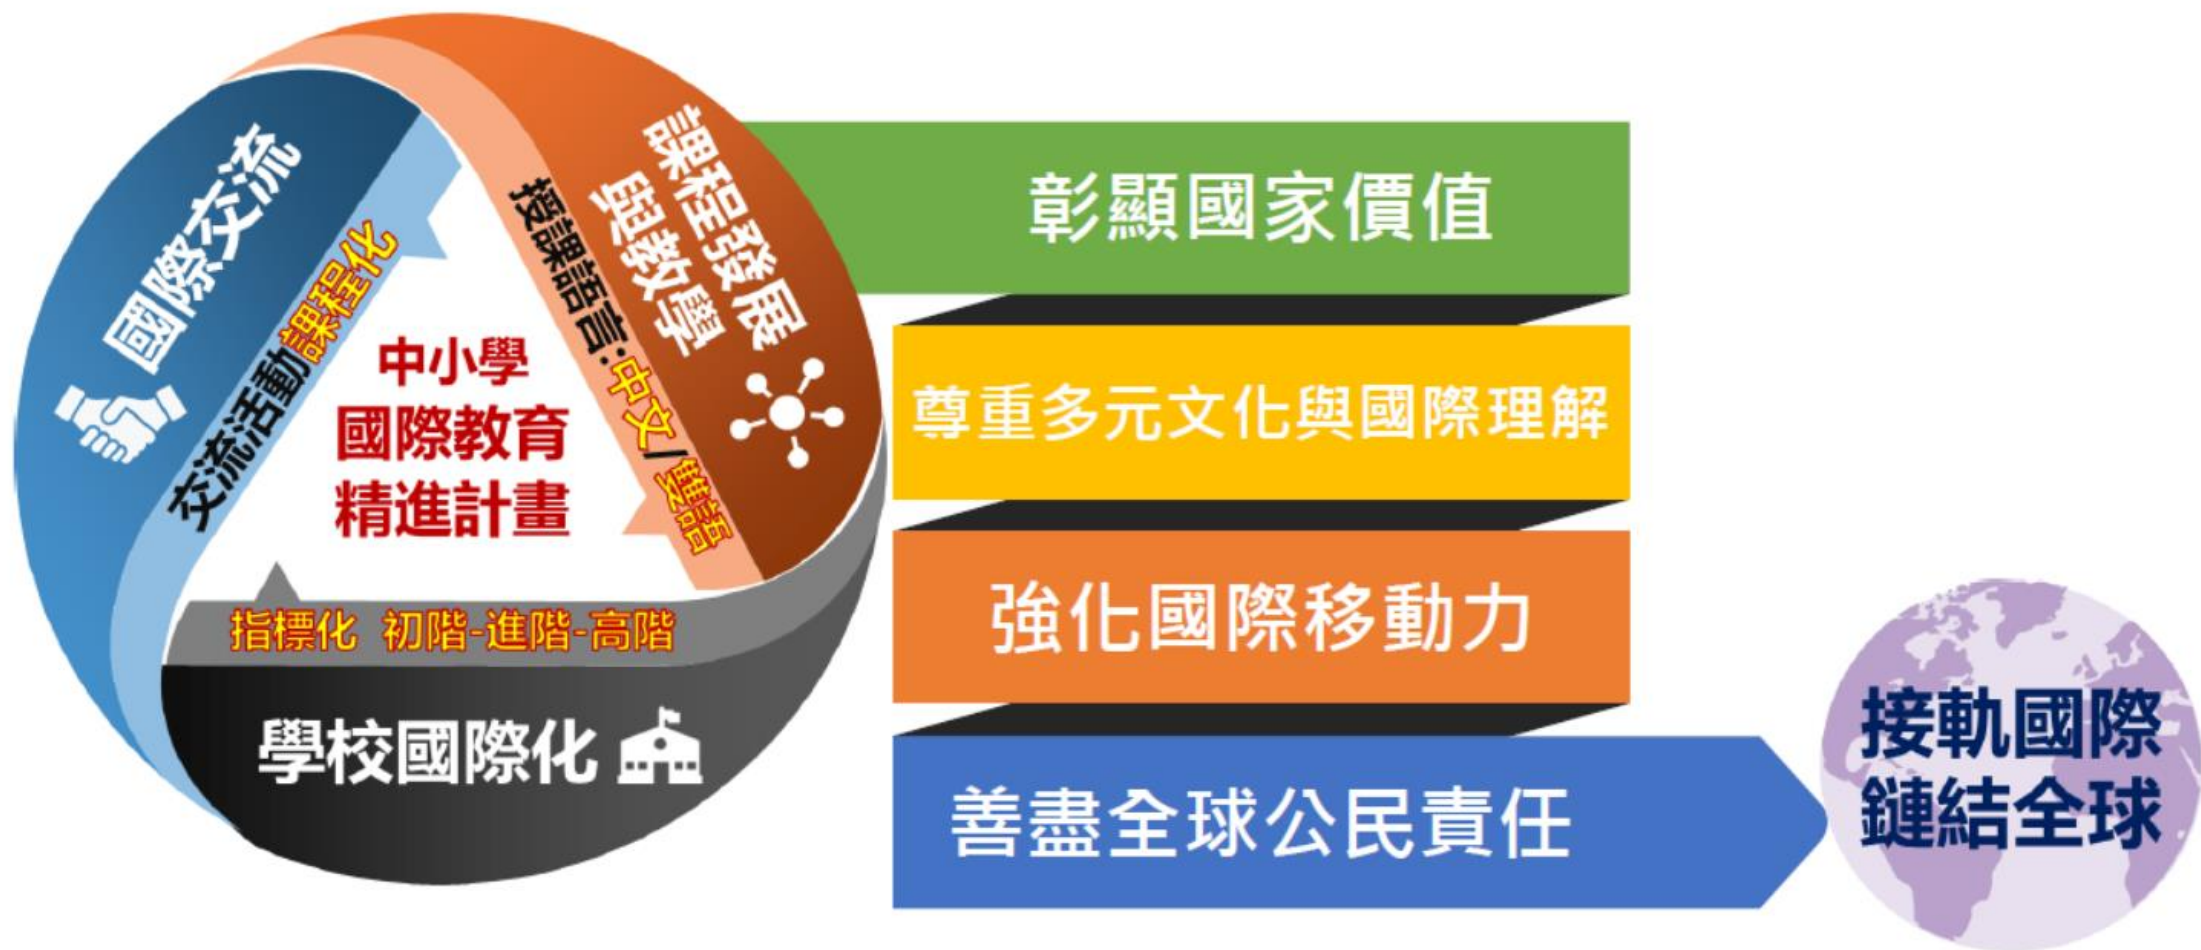 國際交流
交流活動課程化
課程發展
與教學
授課語言:中文/雙語
中小學
國際教育
精進計畫
指標化 初階-進階-高階
學校國際化
彰顯國家價值
尊重多元文化與國際理解
強化國際移動力
善盡全球公民責任
接軌國際
鏈結全球